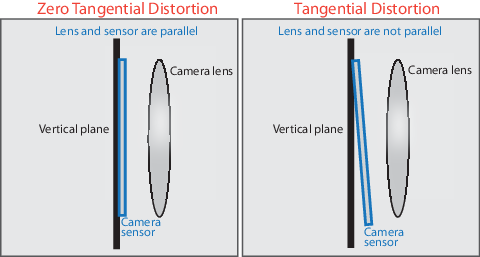 Zero Tangential Distortion
Lens and sensor are parallel
Camera lens
Vertical plane
Camera
sensor
Tangential Distortion
Lens and sensor are not parallel
Camera lens
Vertical plane
Camera
sensor